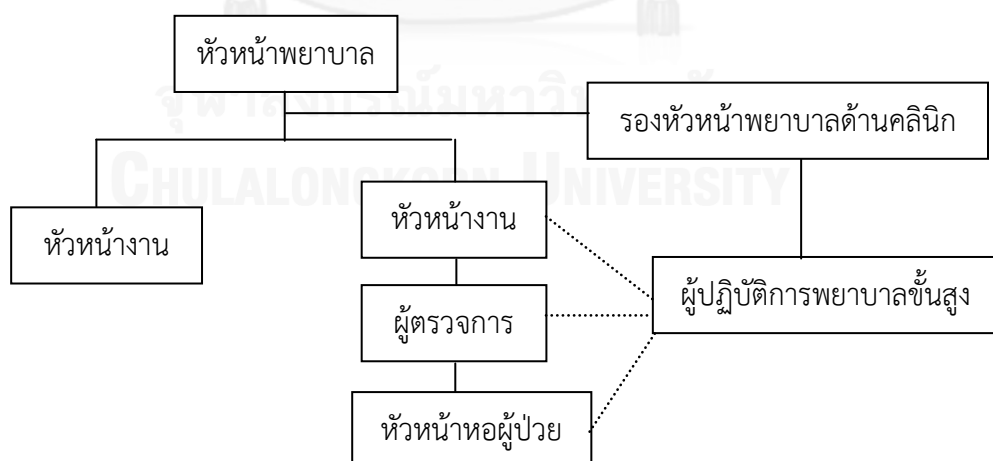 หัวหน้าพยาบาล
รองหัวหน้าพยาบาลด้านคลินิก
CHULALONGKORN UNIVERSITY
หัวหน้างาน
หัวหน้างาน
ผู้ปฏิบัติการพยาบาลขั้นสูง
ผู้ตรวจการ
หัวหน้าหอผู้ป่วย